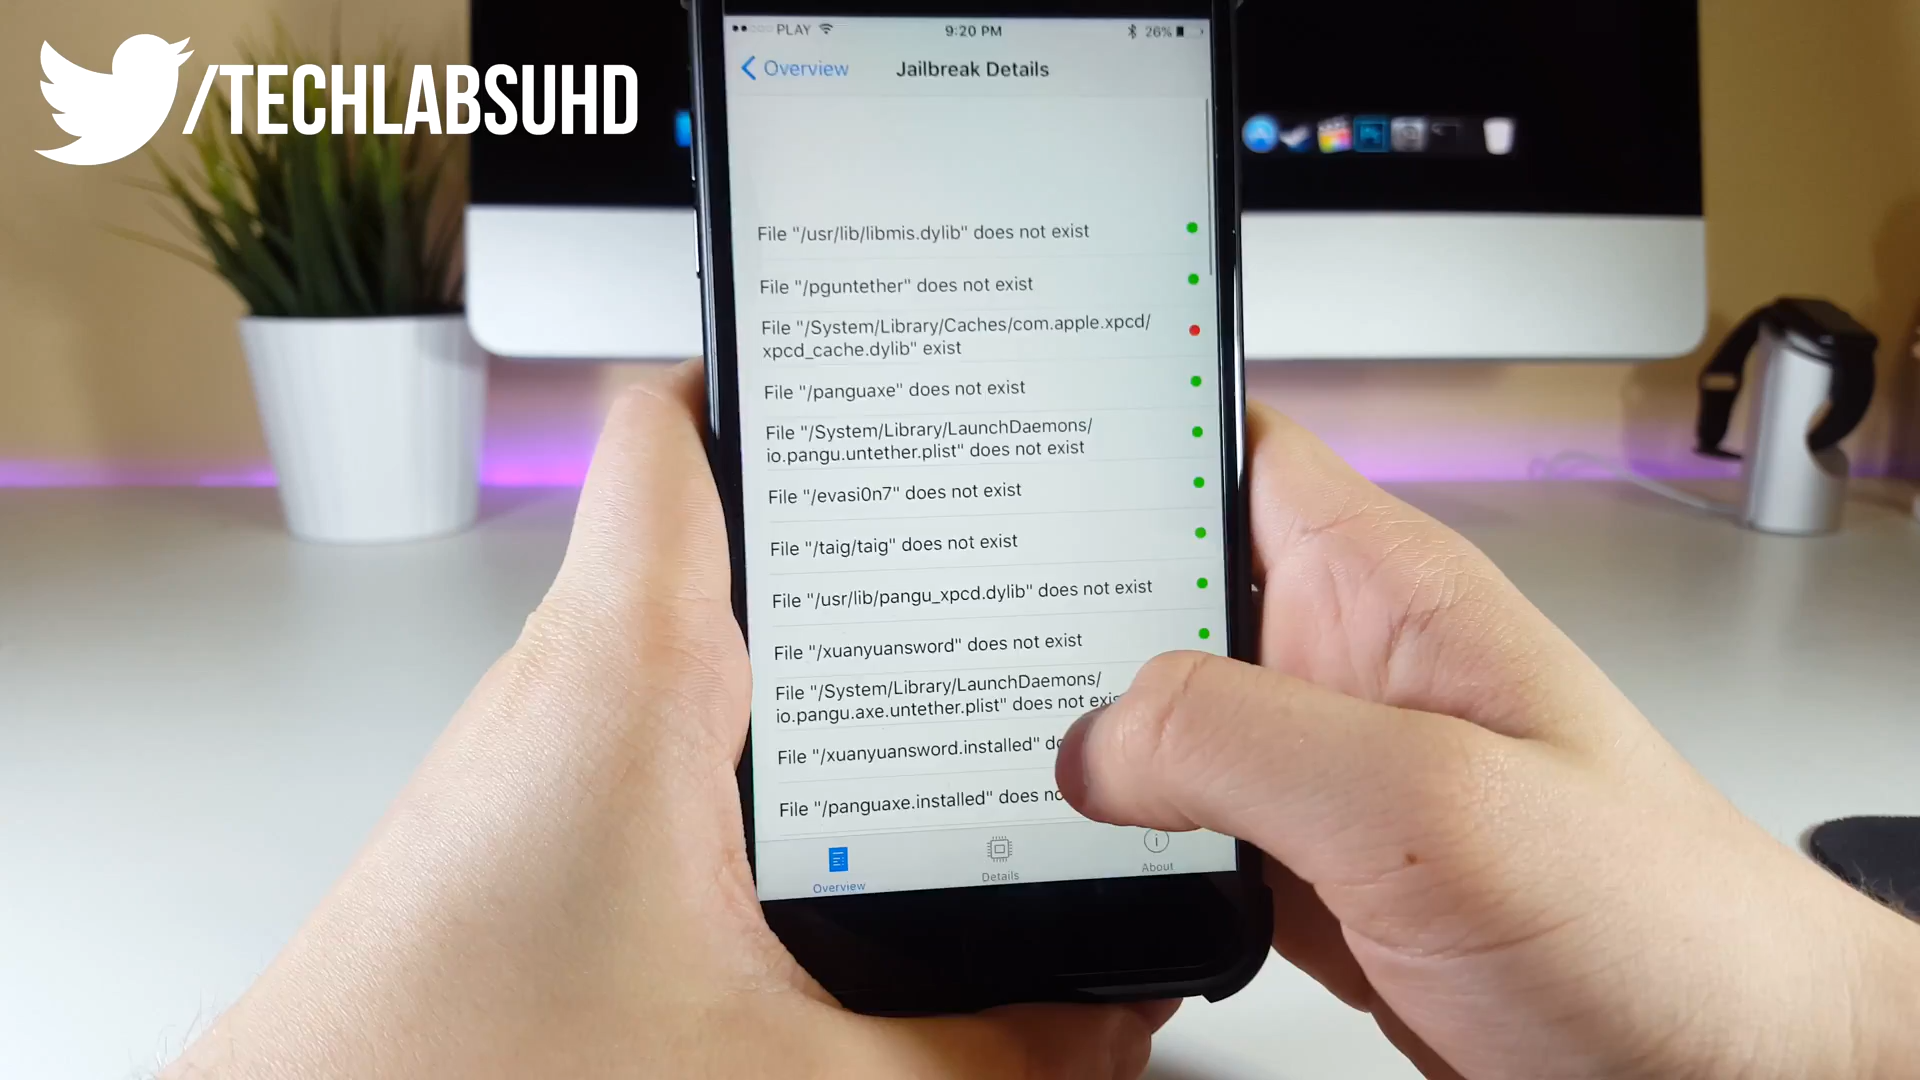 /TECHLABSUHD
PLAY
9:20 PM
26%
Overview
Jailbreak Details
File "/usr/lib/libmis.dylib" does not exist
File "/pguntether" does not exist
File "/System/Library/Caches/com.apple.xpcd/
xpcd_cache.dylib" exist
File "/panguaxe" does not exist
File "/System/Library/LaunchDaemons/
io.pangu.untether.plist" does not exist
File "/evasi0n7" does not exist
File "/taig/taig" does not exist
File "/usr/lib/pangu_xpcd.dylib" does not exist
File "/xuanyuansword" does not exist
File "/System/Library/LaunchDaemons/
io.pangu.axe.untether.plist" does not
File "/xuanyuansword.installed"
File "/panguaxe.installed" does
Overview
Details
About